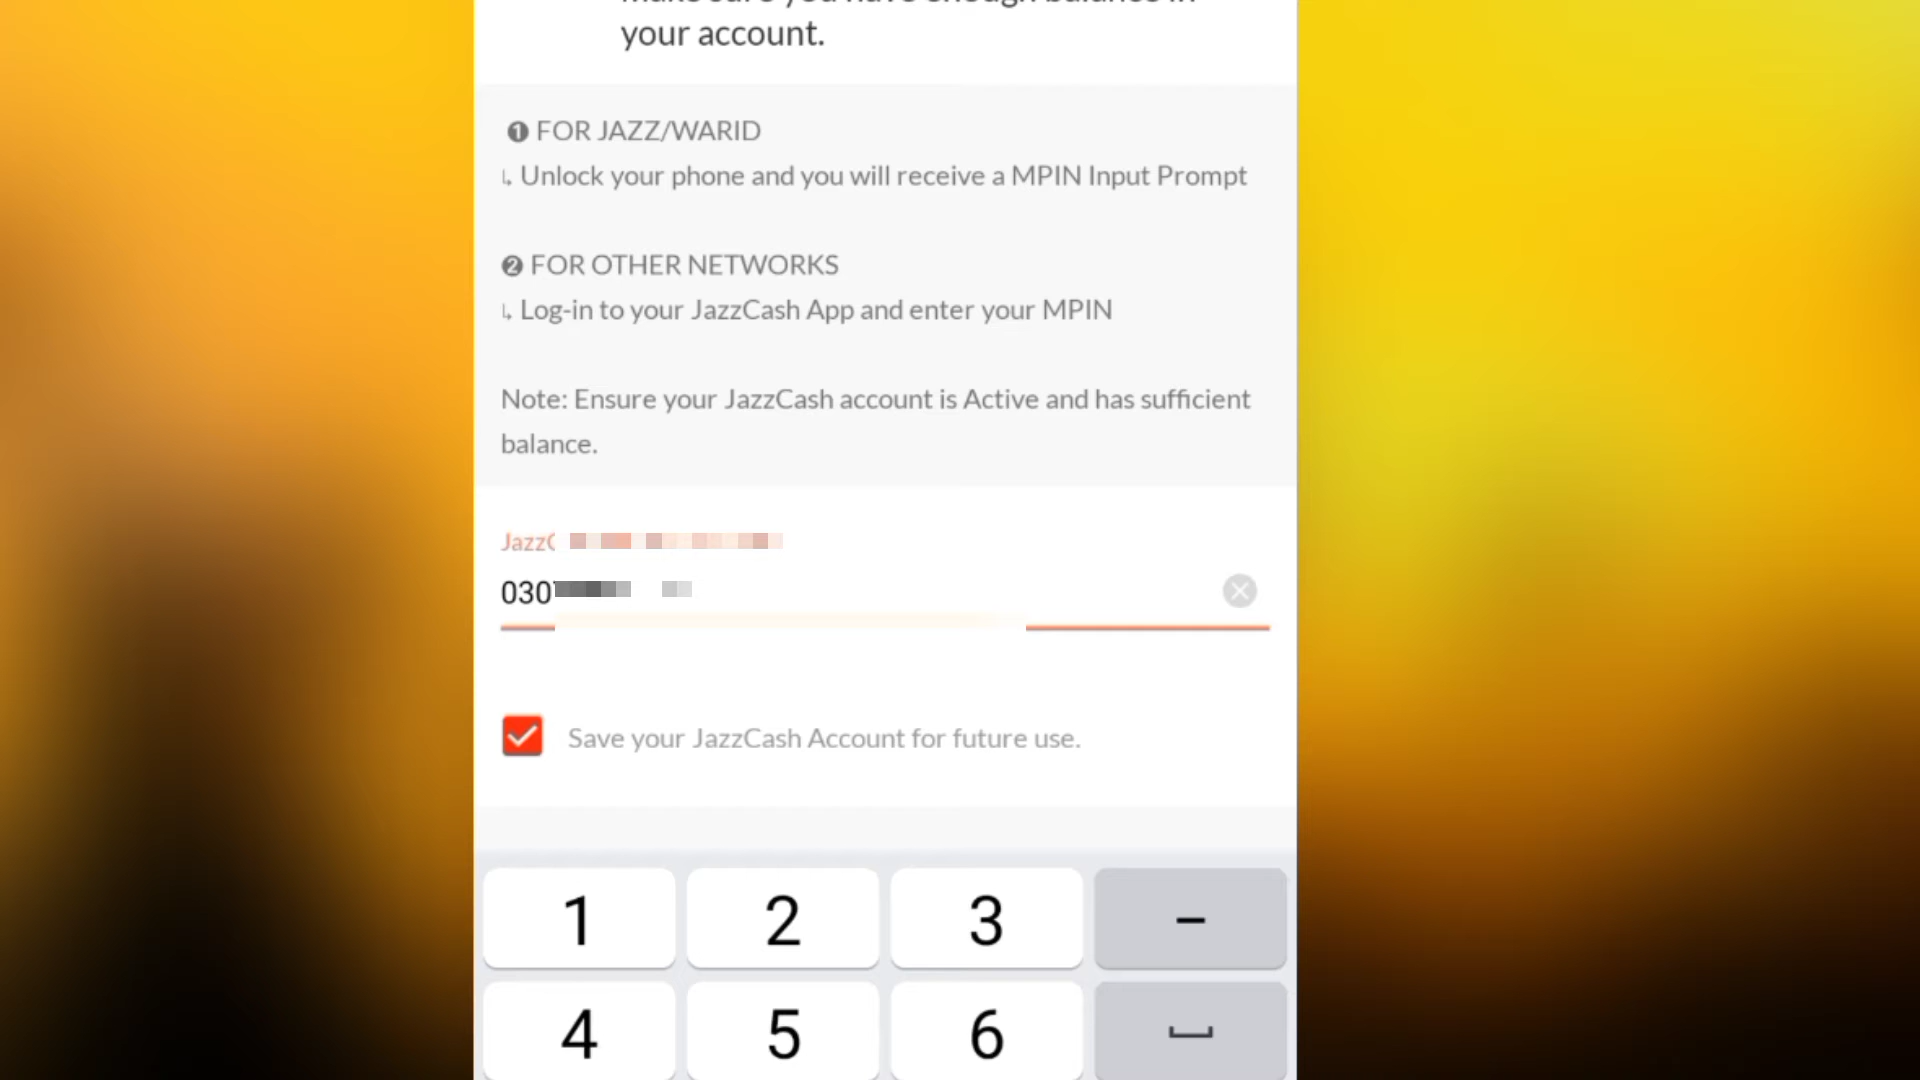 your account.
❶ FOR JAZZ/WARID
↳ Unlock your phone and you will receive a MPIN Input Prompt
❷ FOR OTHER NETWORKS
↳ Log-in to your JazzCash App and enter your MPIN
Note: Ensure your JazzCash account is Active and has sufficient
balance.
030
Save your JazzCash Account for future use.
1 2 3 –
4 5 6